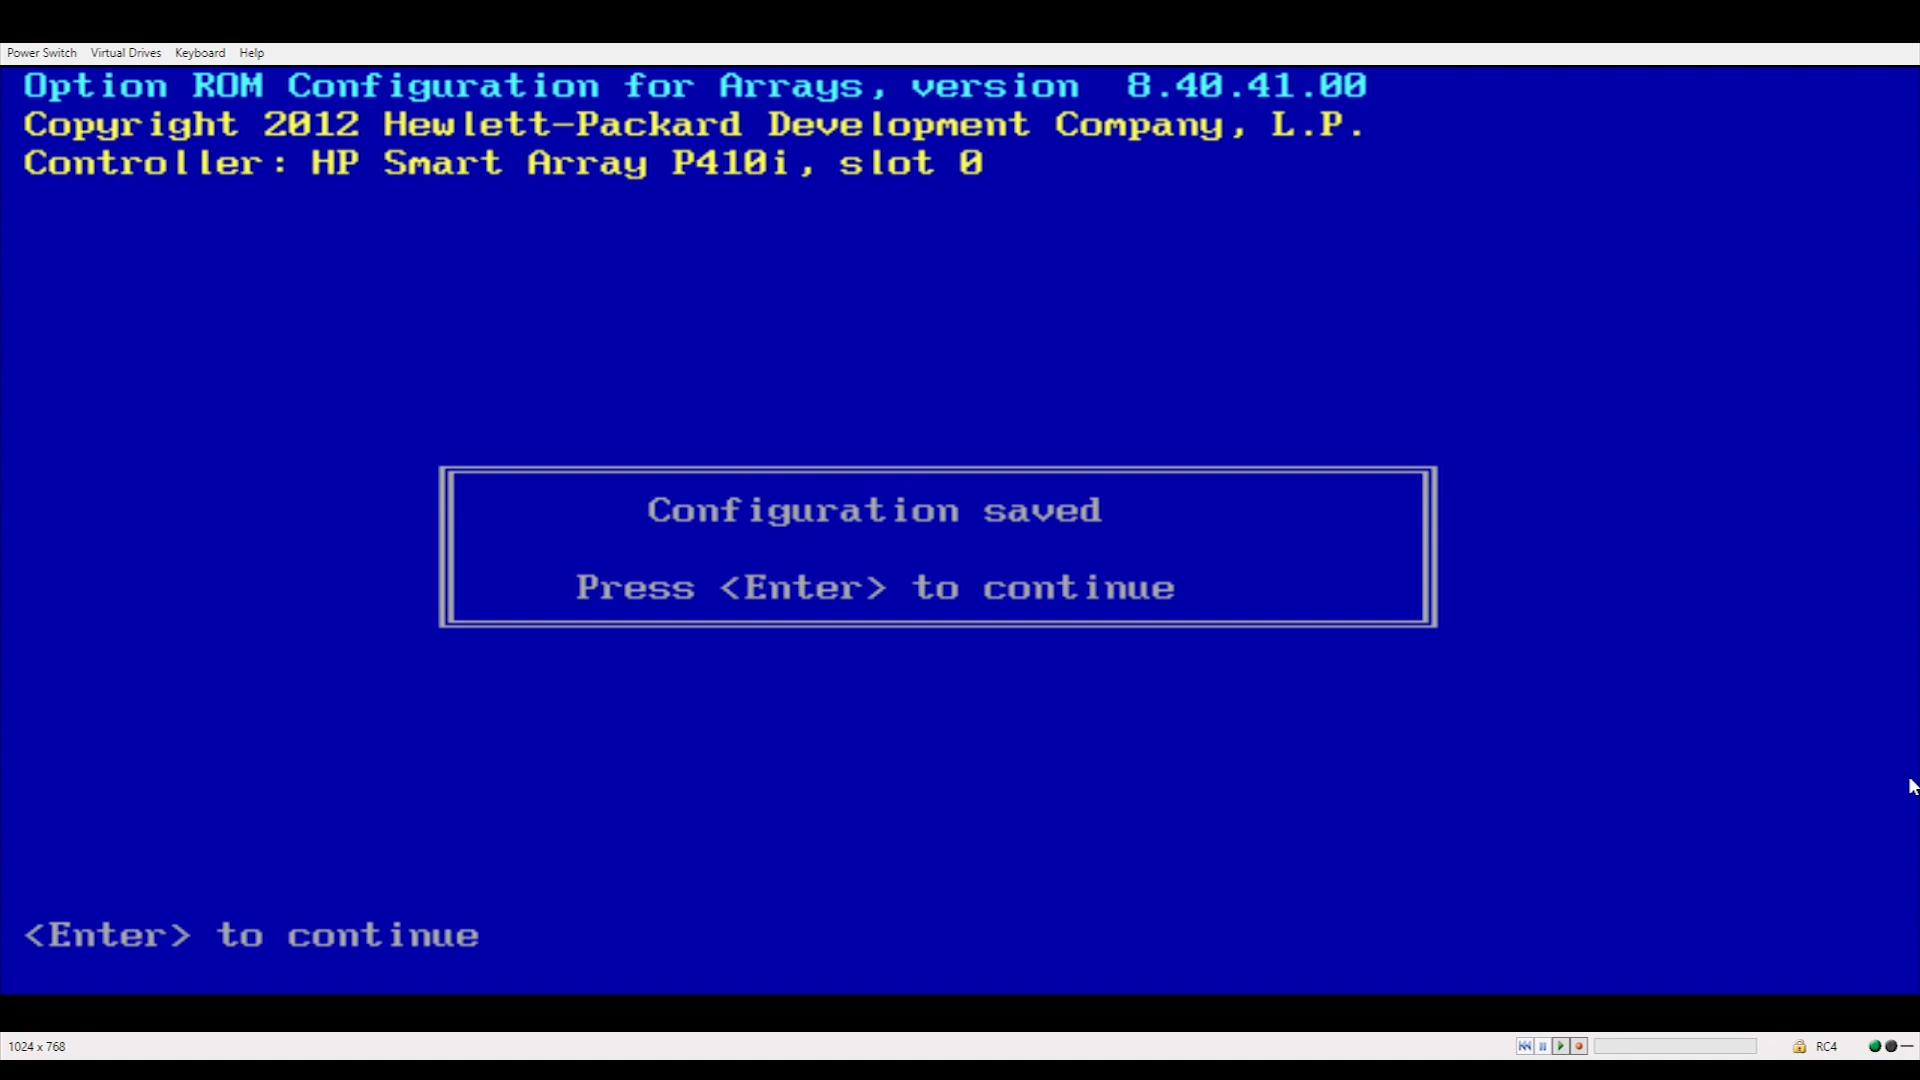 Power Switch Virtual Drives Keyboard Help
Option ROM Configuration for Arrays, version  8.40.41.00
Copyright 2012 Hewlett-Packard Development Company, L.P.
Controller: HP Smart Array P410i, slot 0
Configuration saved
Press <Enter> to continue
<Enter> to continue
1024 x 768
RC4